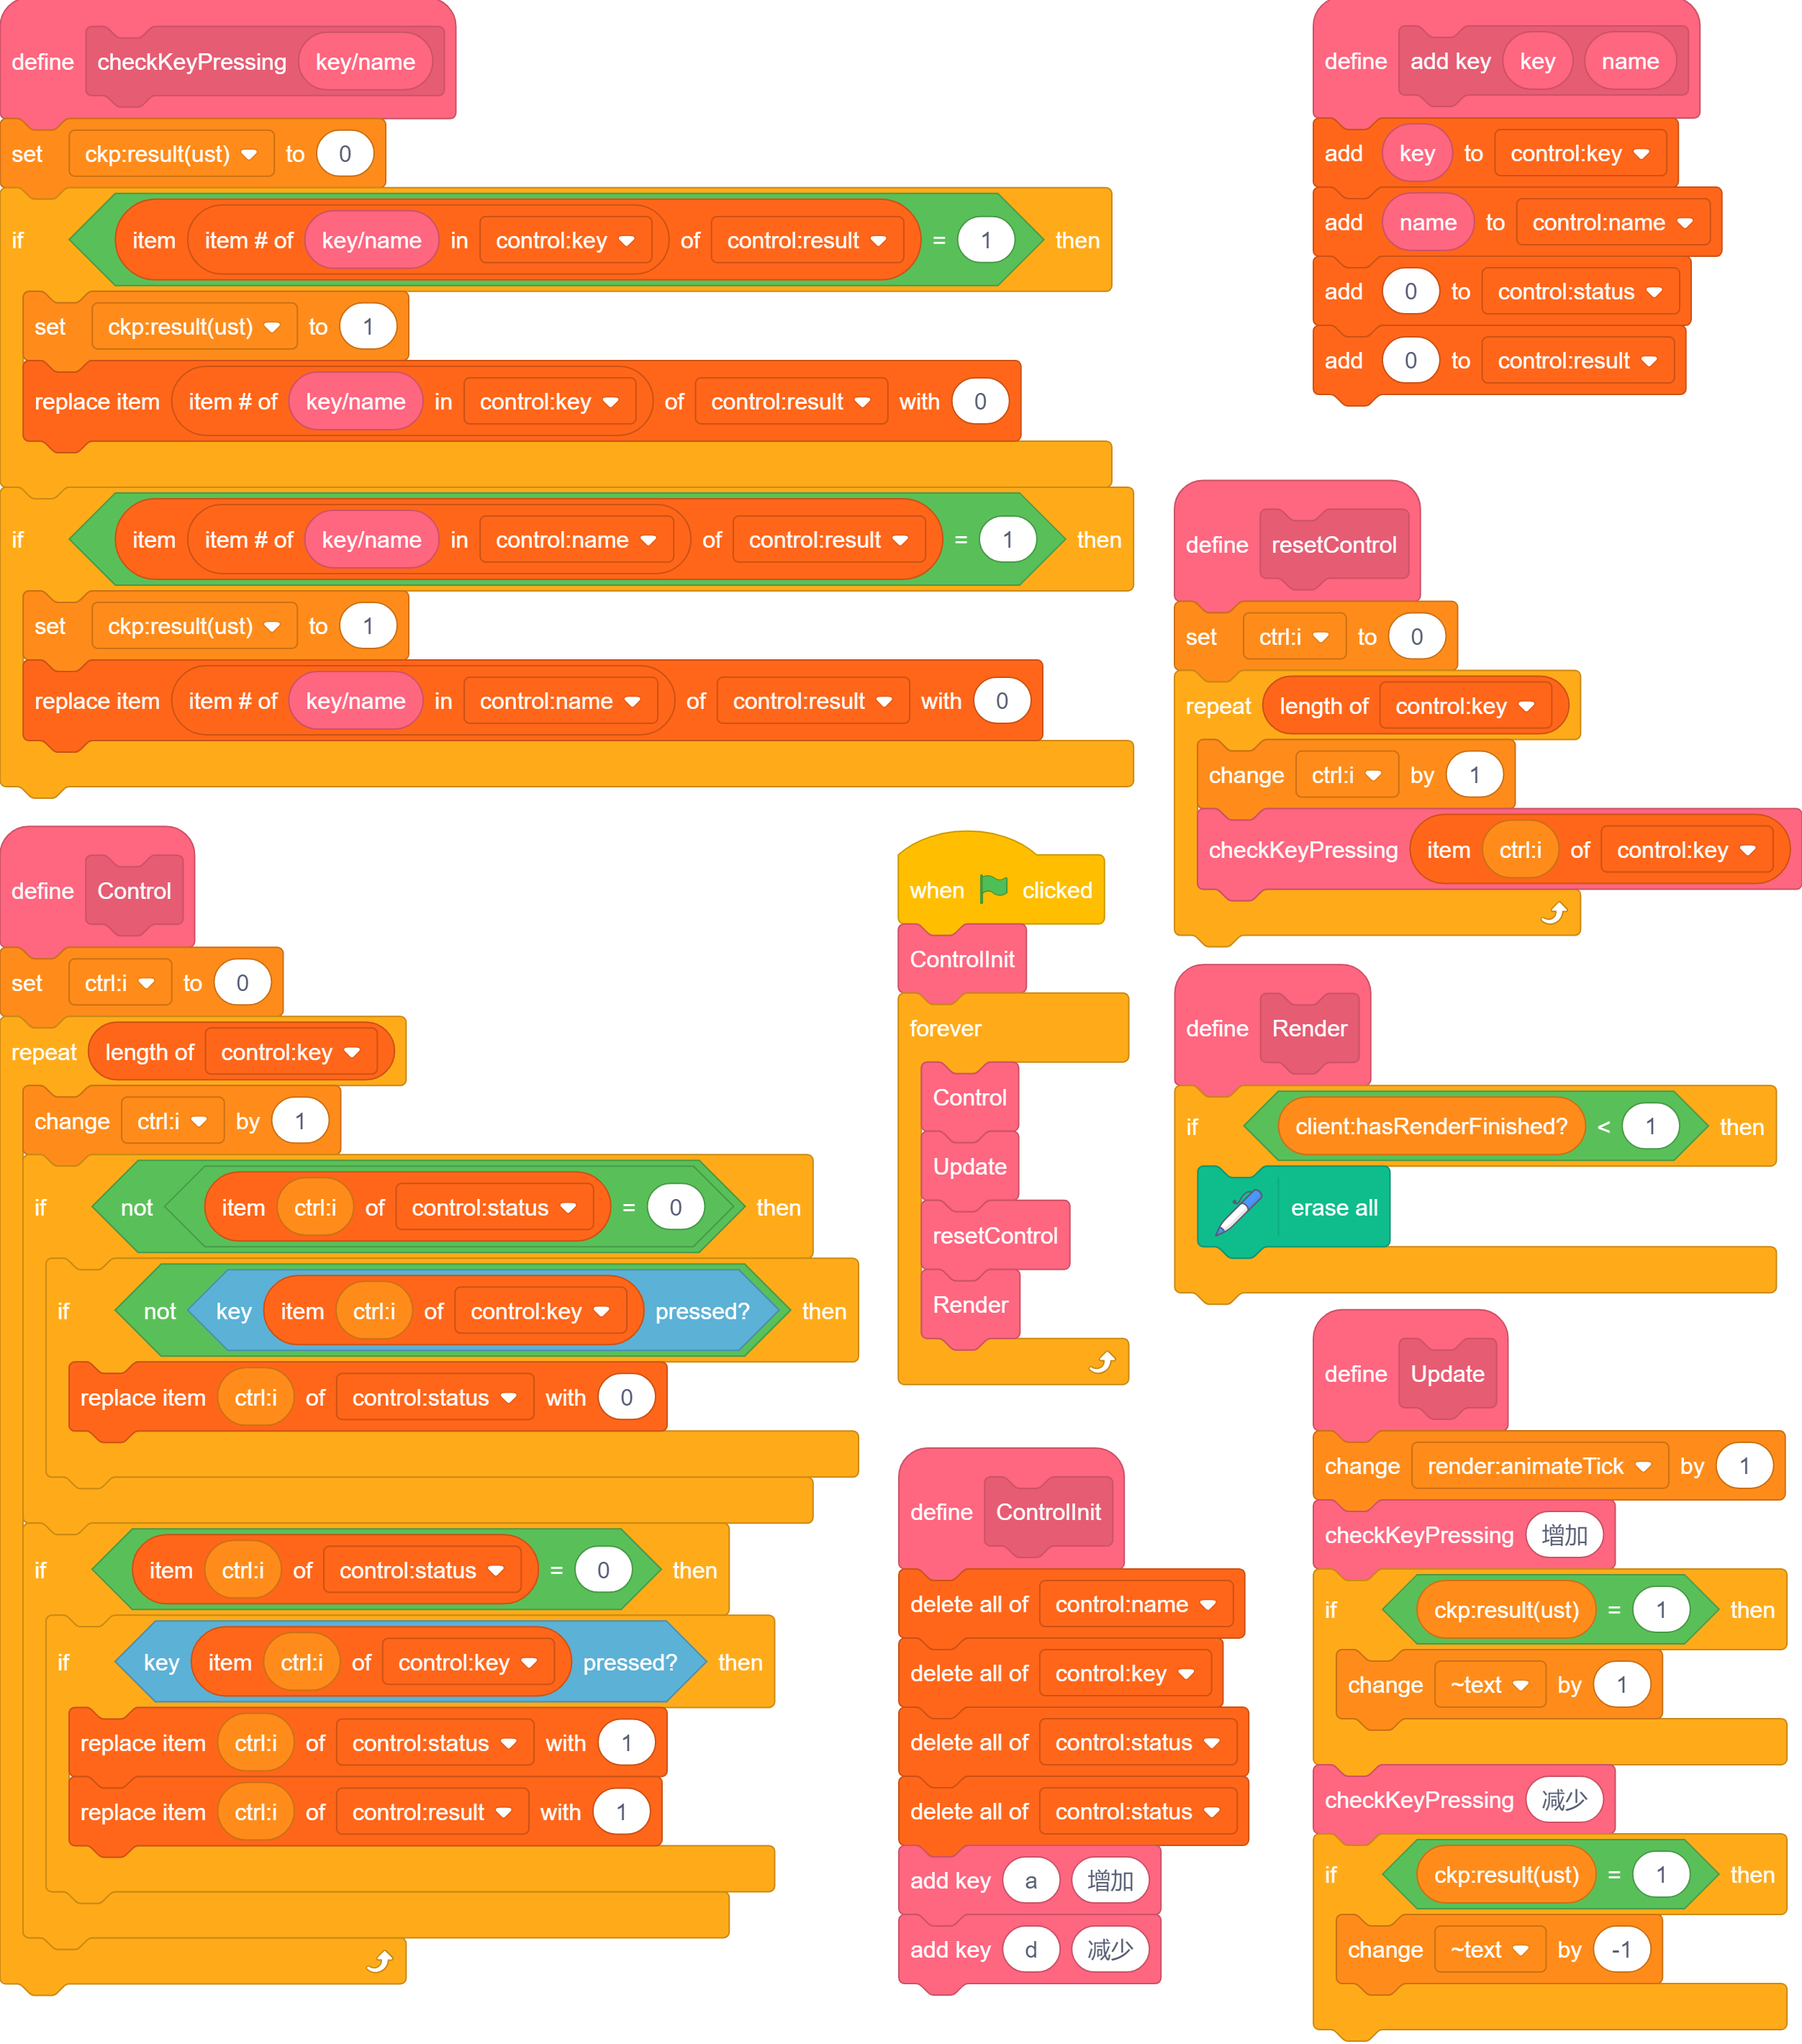 define checkKeyPressing key/name
set ckp:result(ust) to 0
if item item # of key/name in control:key of control:result = 1 then
set ckp:result(ust) to 1
replace item item # of key/name in control:key of control:result with 0
if item item # of key/name in control:name of control:result = 1 then
set ckp:result(ust) to 1
replace item item # of key/name in control:name of control:result with 0
define add key key name
add key to control:key
add name to control:name
add 0 to control:status
add 0 to control:result
define resetControl
set ctrl:i to 0
repeat length of control:key
change ctrl:i by 1
checkKeyPressing item ctrl:i of control:key
define Control
set ctrl:i to 0
repeat length of control:key
change ctrl:i by 1
if not item ctrl:i of control:status = 0 then
if not key item ctrl:i of control:key pressed? then
replace item ctrl:i of control:status with 0
if item ctrl:i of control:status = 0 then
if key item ctrl:i of control:key pressed? then
replace item ctrl:i of control:status with 1
replace item ctrl:i of control:result with 1
when clicked
ControlInit
forever
Control
Update
resetControl
Render
define Render
if client:hasRenderFinished? < 1 then
erase all
define ControlInit
delete all of control:name
delete all of control:key
delete all of control:status
delete all of control:status
add key a 增加
add key d 减少
define Update
change render:animateTick by 1
checkKeyPressing 增加
if ckp:result(ust) = 1 then
change ~text by 1
checkKeyPressing 减少
if ckp:result(ust) = 1 then
change ~text by -1